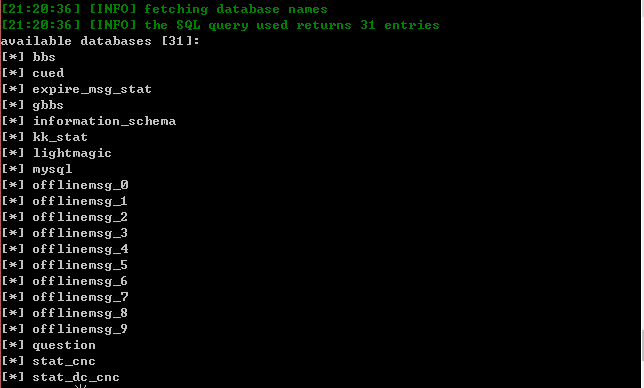 [21:20:36] [INFO] fetching database names
[21:20:36] [INFO] the SQL query used returns 31 entries
available databases [31]:
[*] bbs
[*] cued
[*] expire_msg_stat
[*] gbbs
[*] information_schema
[*] kk_stat
[*] lightmagic
[*] mysql
[*] offlinemsg_0
[*] offlinemsg_1
[*] offlinemsg_2
[*] offlinemsg_3
[*] offlinemsg_4
[*] offlinemsg_5
[*] offlinemsg_6
[*] offlinemsg_7
[*] offlinemsg_8
[*] offlinemsg_9
[*] question
[*] stat_cnc
[*] stat_dc_cnc